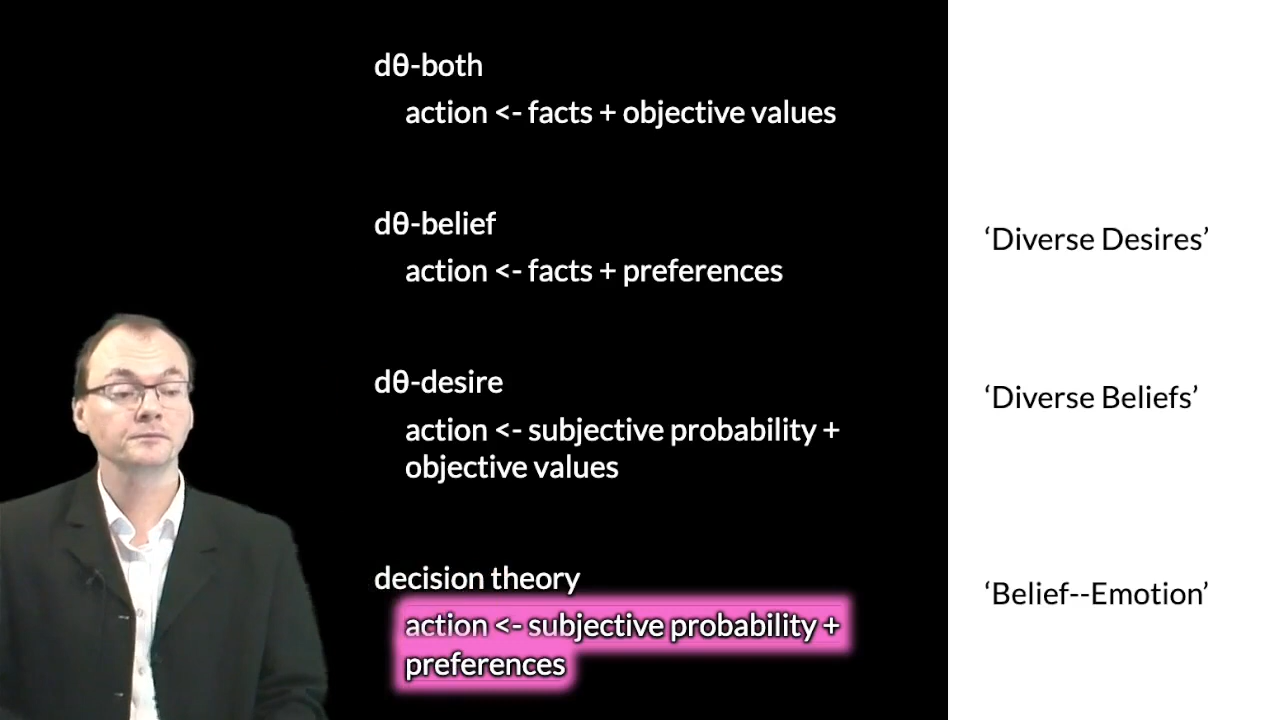 dθ-both
action <- facts + objective values
dθ-belief
action <- facts + preferences
‘Diverse Desires’
dθ-desire
action <- subjective probability +
objective values
‘Diverse Beliefs’
decision theory
action <- subjective probability +
preferences
‘Belief--Emotion’